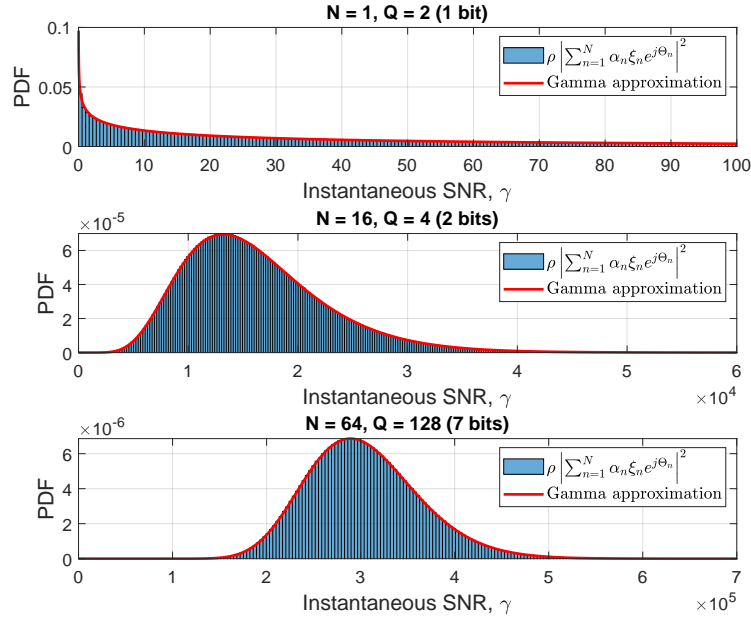 N = 1, Q = 2 (1 bit)
0.1
0.05
0
PDF
ρ |∑_{n=1}^{N} α_n ξ_n e^{jΘ_n}|^2
Gamma approximation
0 10 20 30 40 50 60 70 80 90 100
Instantaneous SNR, γ
N = 16, Q = 4 (2 bits)
×10^-5
6
4
2
0
PDF
ρ |∑_{n=1}^{N} α_n ξ_n e^{jΘ_n}|^2
Gamma approximation
0 1 2 3 4 5 6
Instantaneous SNR, γ
×10^4
N = 64, Q = 128 (7 bits)
×10^-6
6
4
2
0
PDF
ρ |∑_{n=1}^{N} α_n ξ_n e^{jΘ_n}|^2
Gamma approximation
0 1 2 3 4 5 6 7
Instantaneous SNR, γ
×10^5